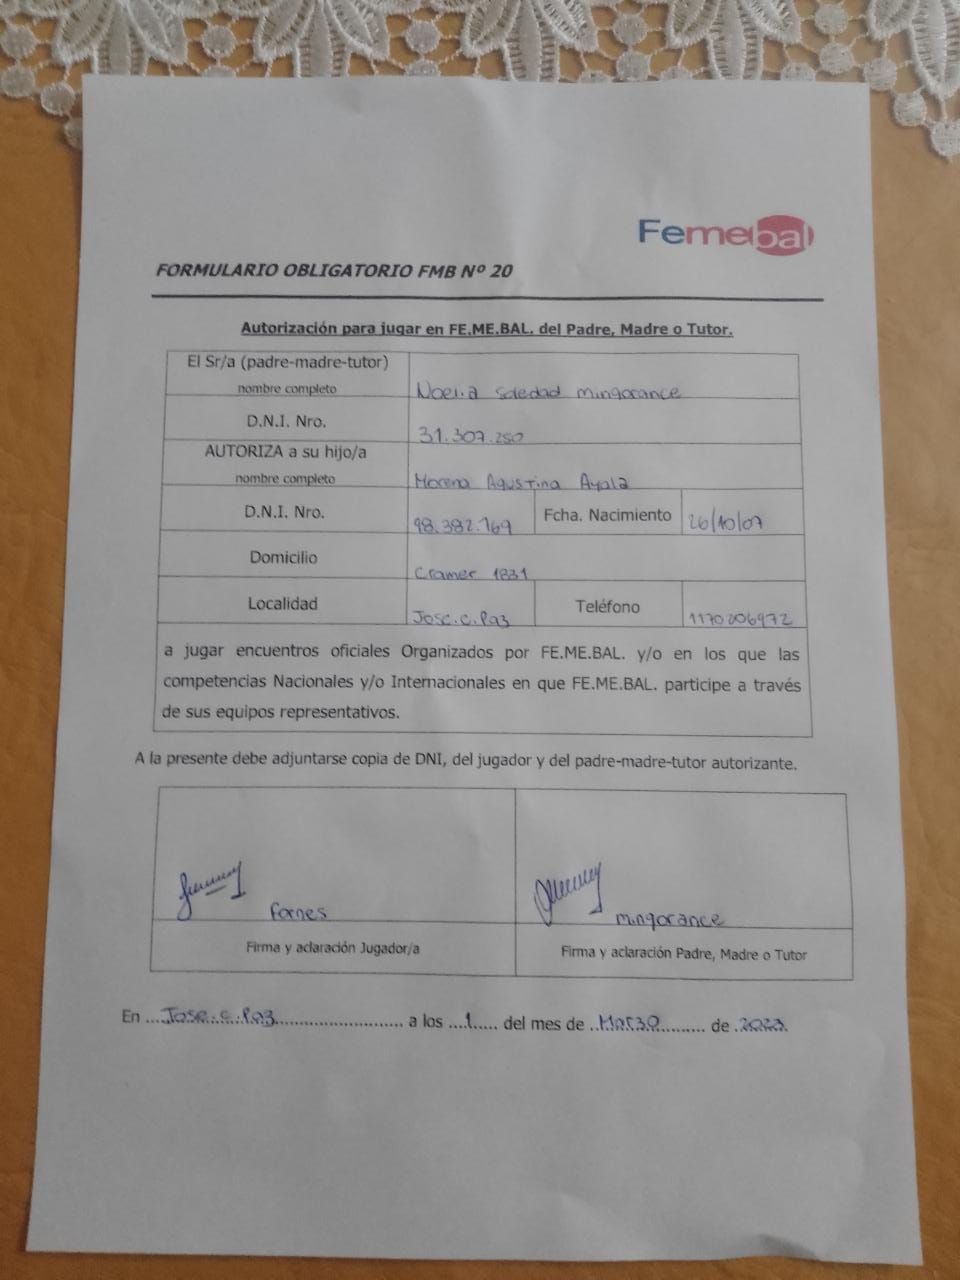 Femebal
FORMULARIO OBLIGATORIO FMB Nº 20
Autorización para jugar en FE.ME.BAL. del Padre, Madre o Tutor.
El Sr/a (padre-madre-tutor)
nombre completo
Noelia Soledad Mingorance
D.N.I. Nro.
31.307.250
AUTORIZA a su hijo/a
nombre completo
Morena Agustina Ayala
D.N.I. Nro.
48.382.769
Fcha. Nacimiento
26/10/07
Domicilio
Cramer 1831
Localidad
Jose.c.Paz
Teléfono
1170206972
a jugar encuentros oficiales Organizados por FE.ME.BAL. y/o en los que las
competencias Nacionales y/o Internacionales en que FE.ME.BAL. participe a través
de sus equipos representativos.
A la presente debe adjuntarse copia de DNI, del jugador y del padre-madre-tutor autorizante.
fornes
mingorance
Firma y aclaración Jugador/a
Firma y aclaración Padre, Madre o Tutor
En ...Jose.c.Paz........................... a los ....1..... del mes de ..Marzo......... de .2023.